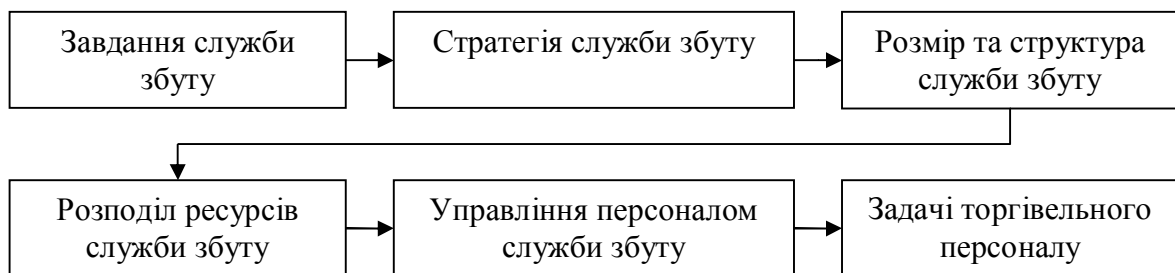 Завдання служби
збуту
Стратегія служби збуту
Розмір та структура
служби збуту
Розподіл ресурсів
служби збуту
Управління персоналом
служби збуту
Задачі торгівельного
персоналу